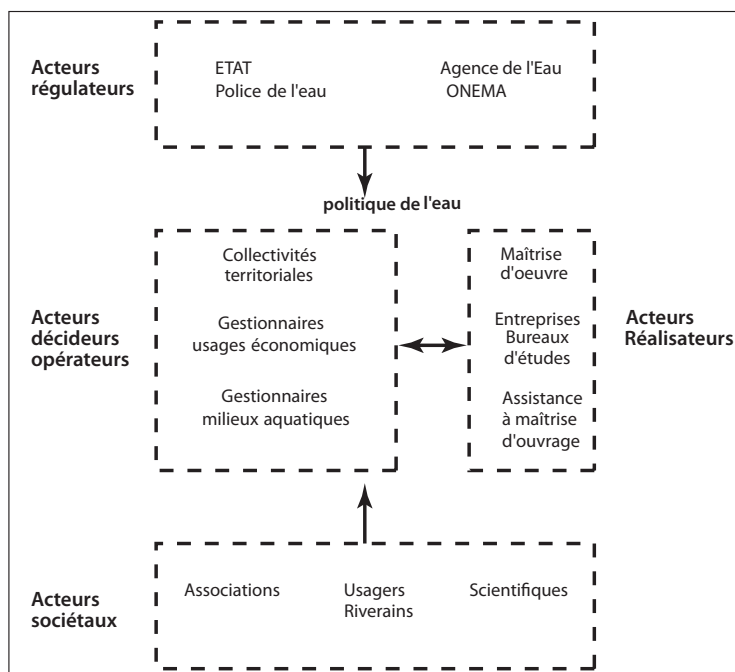 Acteurs
régulateurs
ETAT
Police de l'eau
Agence de l'Eau
ONEMA
politique de l'eau
Acteurs
décideurs
opérateurs
Collectivités
territoriales
Gestionnaires
usages économiques
Gestionnaires
milieux aquatiques
Maîtrise
d'oeuvre
Entreprises
Bureaux
d'études
Assistance
à maîtrise
d'ouvrage
Acteurs
Réalisateurs
Acteurs
sociétaux
Associations
Usagers
Riverains
Scientifiques